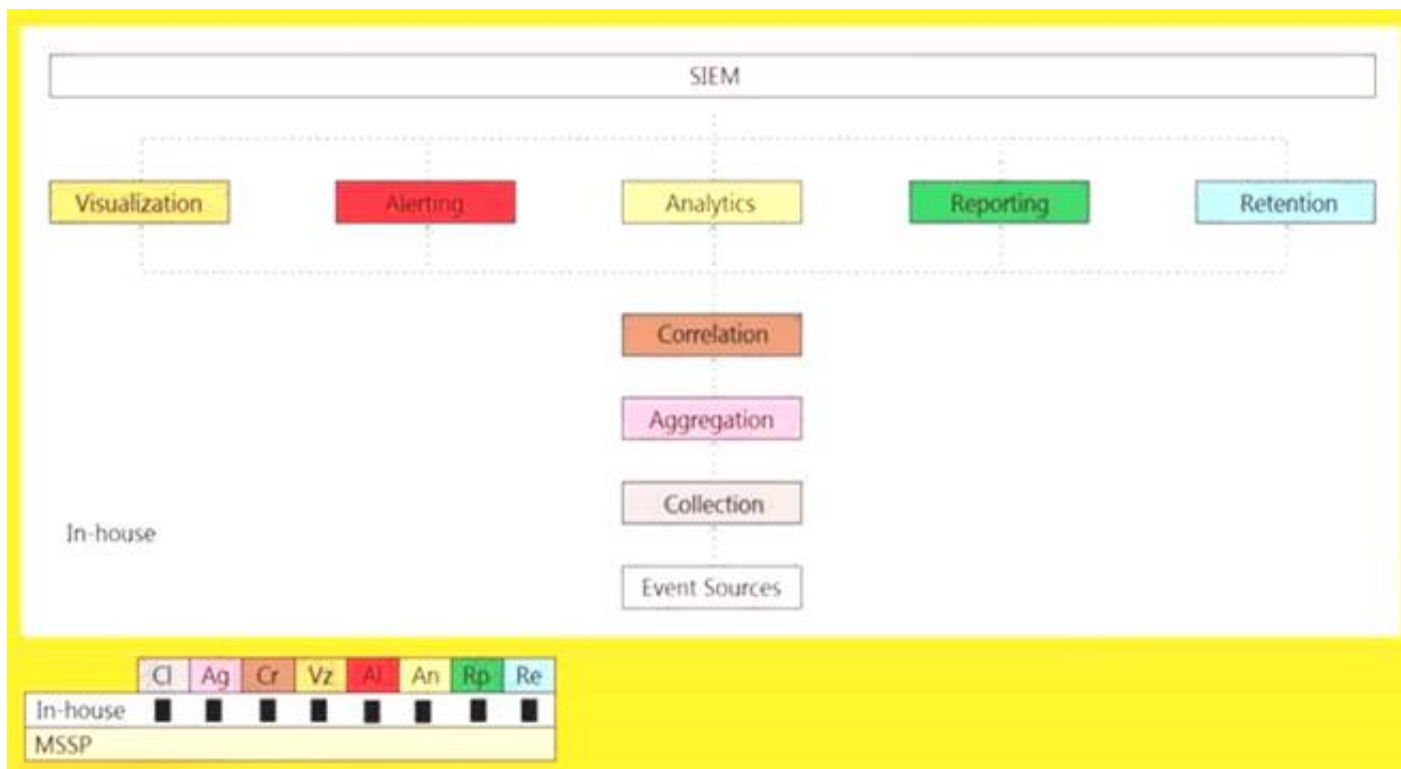 SIEM
Visualization Alerting Analytics Reporting Retention
Correlation
Aggregation
Collection
In-house
Event Sources
Cl Ag Cr Vz Al An Rp Re
In-house
MSSP